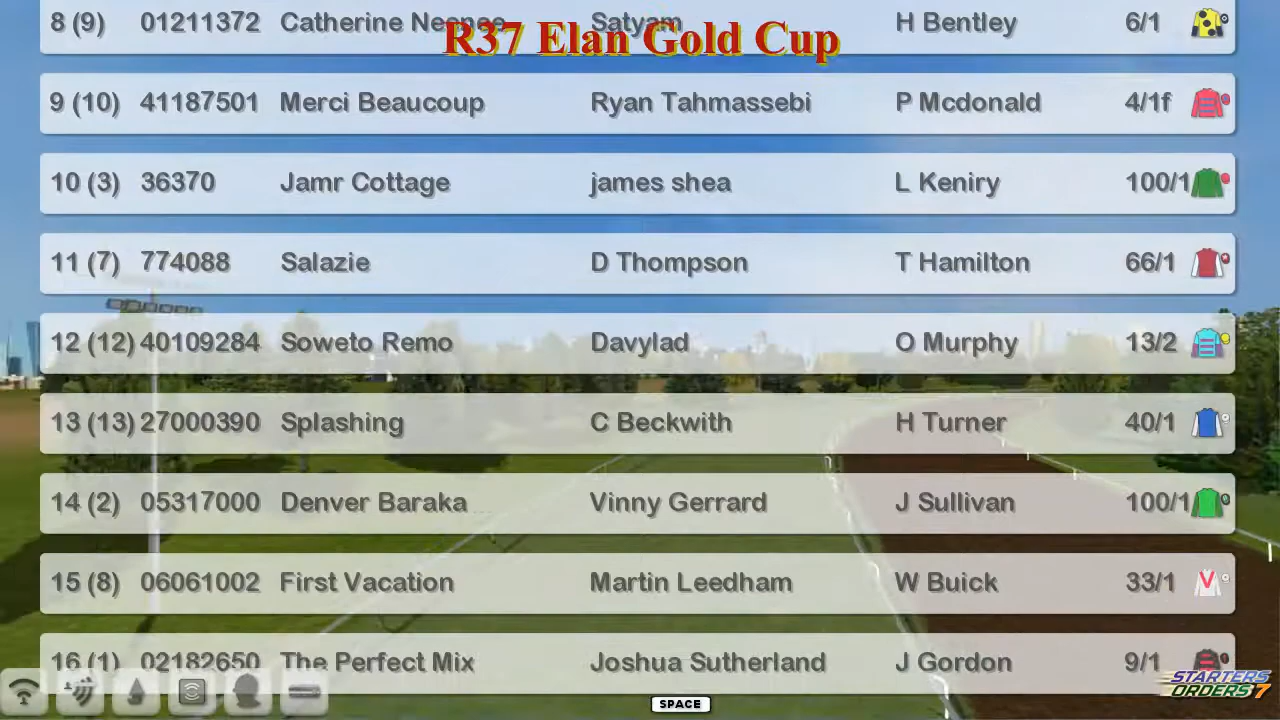 8 (9) 01211372 Catherine Neenee Satyam H Bentley 6/1
R37 Elan Gold Cup
9 (10) 41187501 Merci Beaucoup Ryan Tahmassebi P Mcdonald 4/1f
10 (3) 36370 Jamr Cottage james shea L Keniry 100/1
11 (7) 774088 Salazie D Thompson T Hamilton 66/1
12 (12) 40109284 Soweto Remo Davylad O Murphy 13/2
13 (13) 27000390 Splashing C Beckwith H Turner 40/1
14 (2) 05317000 Denver Baraka Vinny Gerrard J Sullivan 100/1
15 (8) 06061002 First Vacation Martin Leedham W Buick 33/1
16 (1) 02182650 The Perfect Mix Joshua Sutherland J Gordon 9/1
STARTERS
ORDERS 7
SPACE